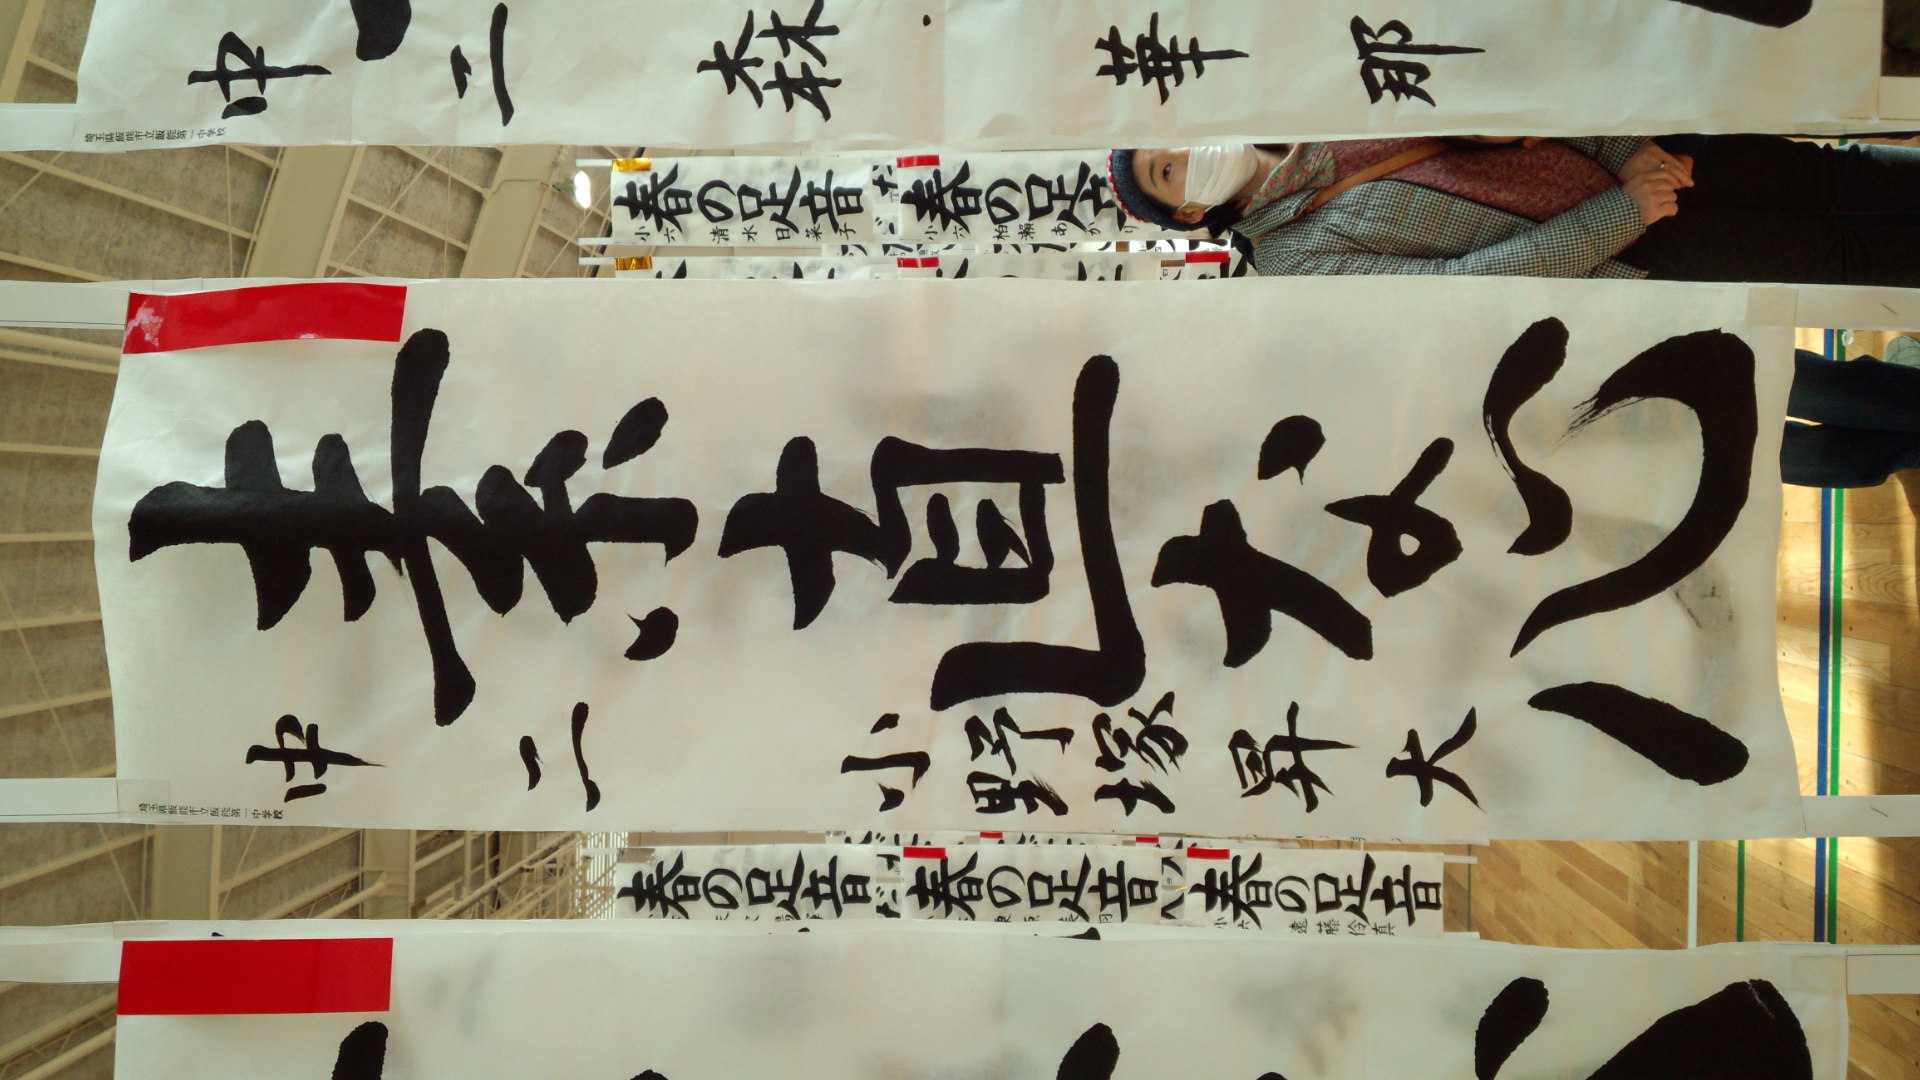 素直な心
中二 小野塚昇大
埼玉県飯能市立飯能第一中学校
中二 森 華那
埼玉県飯能市立飯能第一中学校
春の足音
小六 清水日菜子
春の足音
小六 柏瀬あかり
春の足音
春の足音
春の足音
小六 遠藤伶真